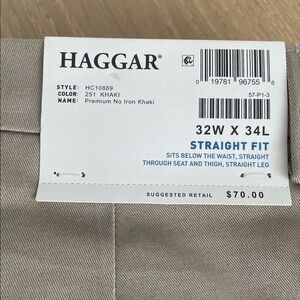 HAGGAR®
STYLE: HC10889
COLOR: 251 KHAKI
NAME: Premium No Iron Khaki
0 19781 96755 6
57-P1-3
32W X 34L
STRAIGHT FIT
SITS BELOW THE WAIST, STRAIGHT
THROUGH SEAT AND THIGH, STRAIGHT LEG
SUGGESTED RETAIL $70.00